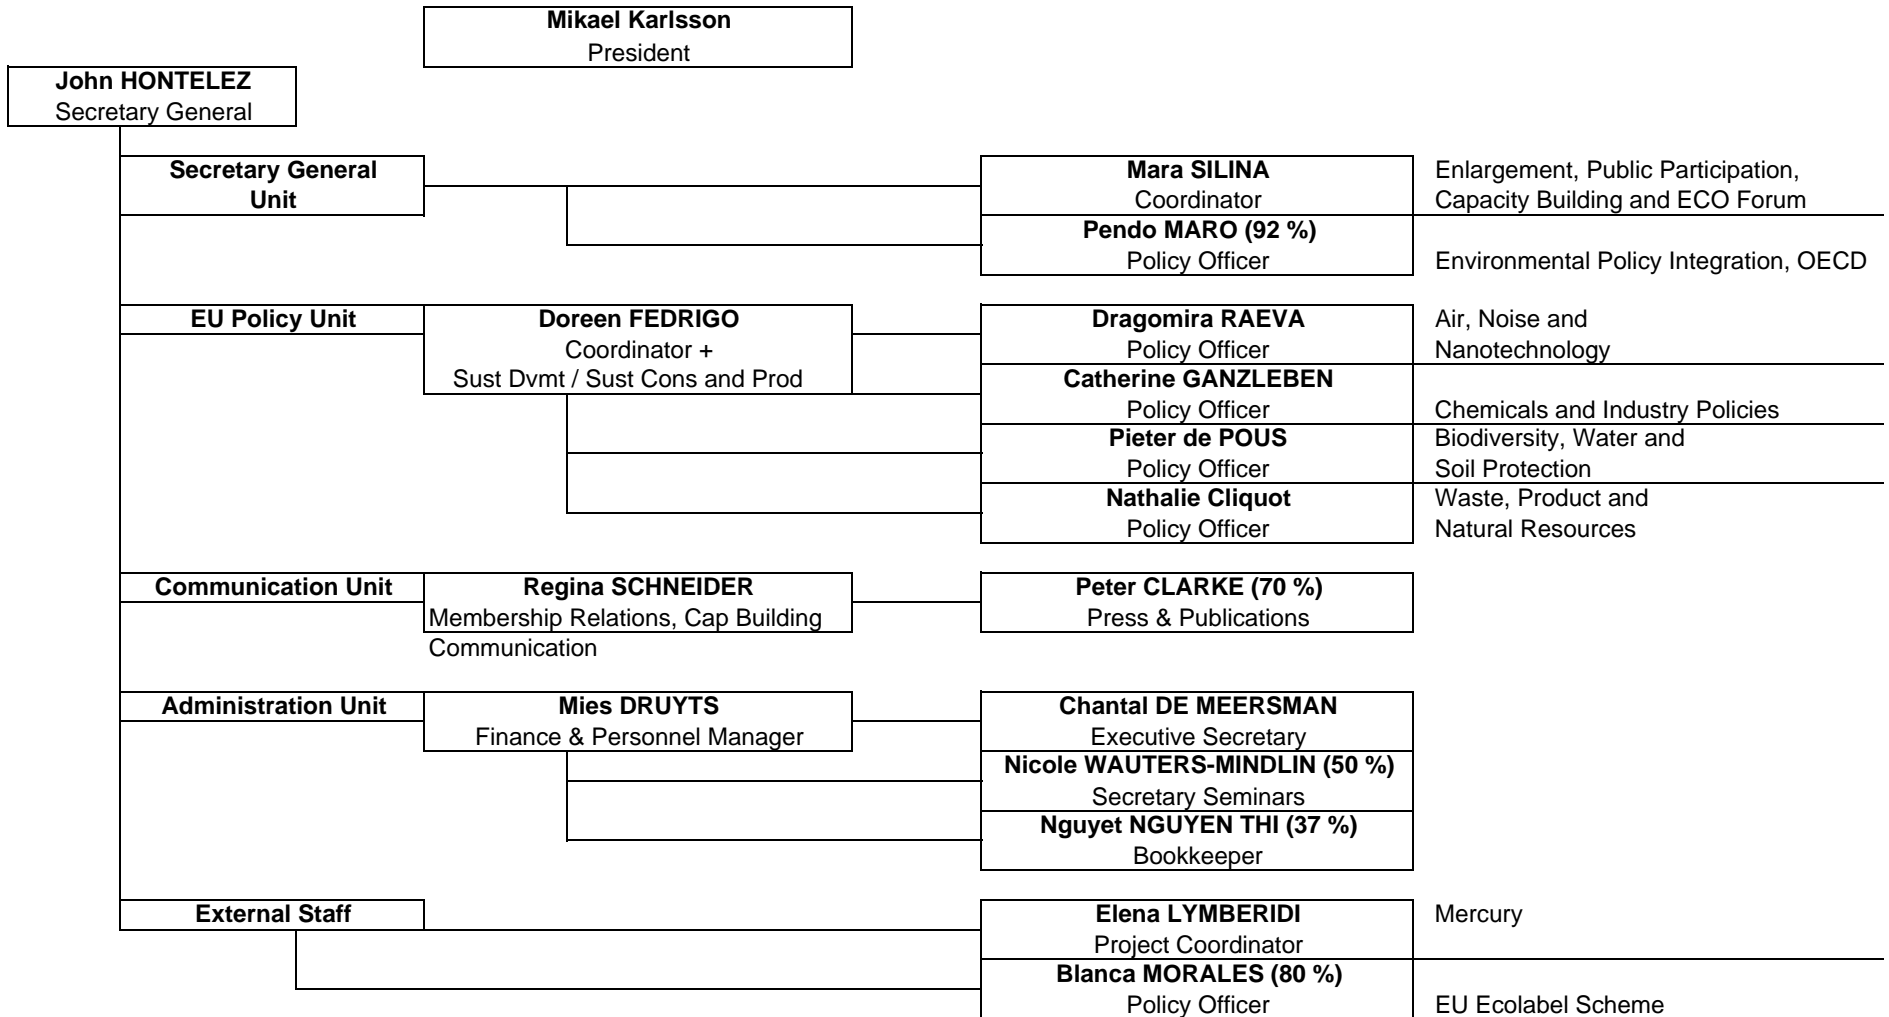 Mikael Karlsson
President
John HONTELEZ
Secretary General
Secretary General
Unit
Mara SILINA
Coordinator
Enlargement, Public Participation,
Capacity Building and ECO Forum
Pendo MARO (92 %)
Policy Officer
Environmental Policy Integration, OECD
EU Policy Unit
Doreen FEDRIGO
Coordinator +
Sust Dvmt / Sust Cons and Prod
Dragomira RAEVA
Policy Officer
Air, Noise and
Nanotechnology
Catherine GANZLEBEN
Policy Officer
Chemicals and Industry Policies
Pieter de POUS
Policy Officer
Biodiversity, Water and
Soil Protection
Nathalie Cliquot
Policy Officer
Waste, Product and
Natural Resources
Communication Unit
Regina SCHNEIDER
Membership Relations, Cap Building
Communication
Peter CLARKE (70 %)
Press & Publications
Administration Unit
Mies DRUYTS
Finance & Personnel Manager
Chantal DE MEERSMAN
Executive Secretary
Nicole WAUTERS-MINDLIN (50 %)
Secretary Seminars
Nguyet NGUYEN THI (37 %)
Bookkeeper
External Staff
Elena LYMBERIDI
Project Coordinator
Mercury
Blanca MORALES (80 %)
Policy Officer
EU Ecolabel Scheme